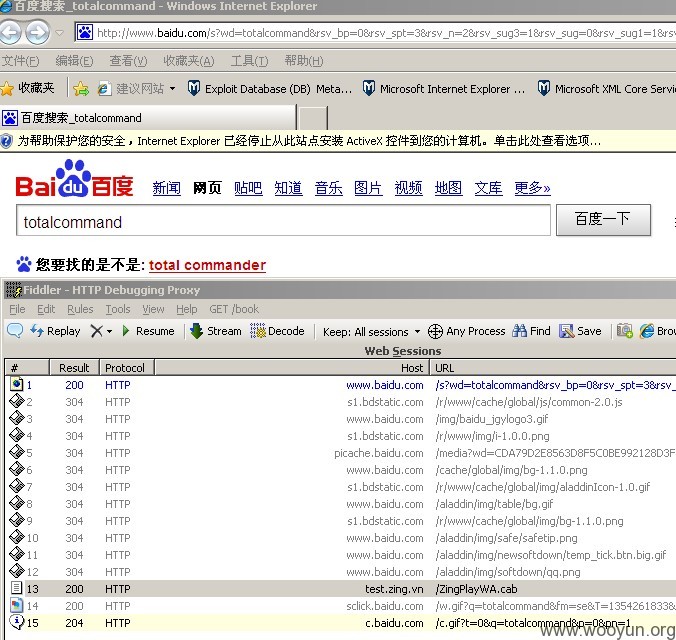 百度搜索_totalcommand - Windows Internet Explorer
http://www.baidu.com/s?wd=totalcommand&rsv_bp=0&rsv_spt=3&rsv_n=2&rsv_sug3=1&rsv_sug=0&rsv_sug1=1&rsv
文件(F) 编辑(E) 查看(V) 收藏夹(A) 工具(T) 帮助(H)
收藏夹 建议网站 Exploit Database (DB) Meta... Microsoft Internet Explorer ... Microsoft XML Core Servi
百度搜索_totalcommand
为帮助保护您的安全，Internet Explorer 已经停止从此站点安装 ActiveX 控件到您的计算机。单击此处查看选项...
Bai du 百度 新闻 网页 贴吧 知道 音乐 图片 视频 地图 文库 更多»
totalcommand 百度一下
您要找的是不是: total commander
Fiddler - HTTP Debugging Proxy
File Edit Rules Tools View Help GET /book
Replay Resume Stream Decode Keep: All sessions Any Process Find Save Brow
Web Sessions
# Result Protocol Host URL
1 200 HTTP www.baidu.com /s?wd=totalcommand&rsv_bp=0&rsv_spt=3&rsv_
2 304 HTTP s1.bdstatic.com /r/www/cache/global/js/common-2.0.js
3 304 HTTP www.baidu.com /img/baidu_jgylogo3.gif
4 304 HTTP s1.bdstatic.com /r/www/img/i-1.0.0.png
5 304 HTTP picache.baidu.com /media?wd=CDA79D2E8563D8F5C0BE992128D3F
6 304 HTTP www.baidu.com /cache/global/img/bg-1.1.0.png
7 304 HTTP s1.bdstatic.com /r/www/cache/global/img/aladdinIcon-1.0.gif
8 304 HTTP www.baidu.com /aladdin/img/table/bg.gif
9 304 HTTP s1.bdstatic.com /r/www/cache/global/img/bg-1.1.0.png
10 304 HTTP www.baidu.com /aladdin/img/safe/safetip.png
11 304 HTTP www.baidu.com /aladdin/img/newsoftdown/temp_tick.btn.big.gif
12 304 HTTP www.baidu.com /aladdin/img/softdown/qq.png
13 200 HTTP test.zing.vn /ZingPlayWA.cab
14 200 HTTP sclick.baidu.com /w.gif?q=totalcommand&fm=se&T=1354261833&
15 204 HTTP c.baidu.com /c.gif?t=0&q=totalcommand&p=0&pn=1
www.wooyun.org